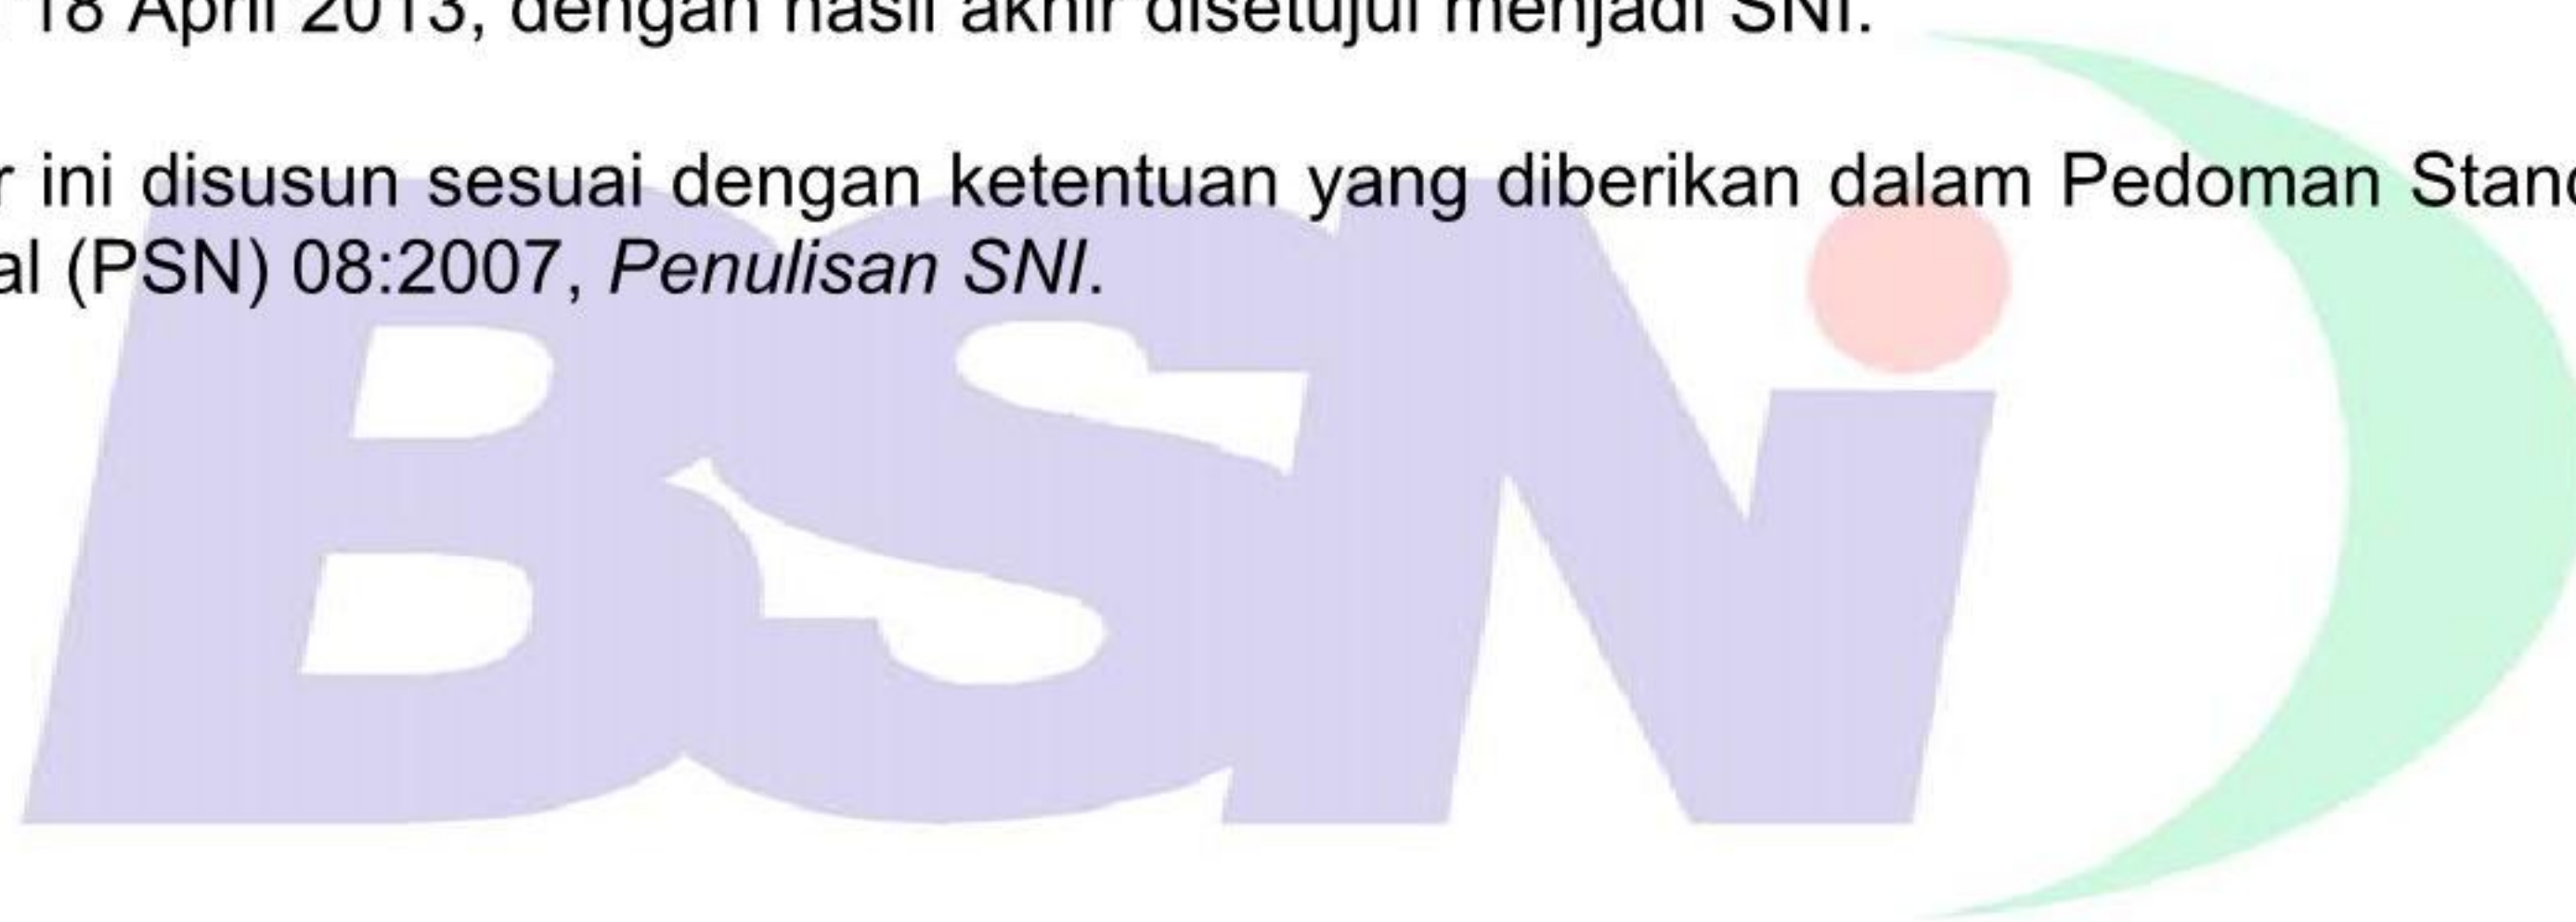 18 April 2013, dengan hasil akhir disetujui menjadi SNI.
r ini disusun sesuai dengan ketentuan yang diberikan dalam Pedoman Stand
al (PSN) 08:2007, Penulisan SNI.
BSNi